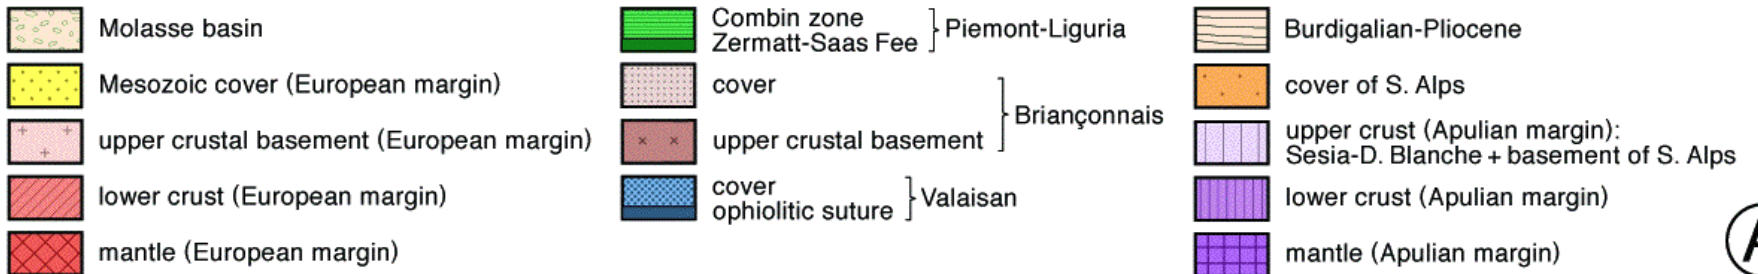 Molasse basin
Mesozoic cover (European margin)
upper crustal basement (European margin)
lower crust (European margin)
mantle (European margin)
Combin zone
Zermatt-Saas Fee
Piemont-Liguria
cover
upper crustal basement
Briançonnais
cover
ophiolitic suture
Valaisan
Burdigalian-Pliocene
cover of S. Alps
upper crust (Apulian margin):
Sesia-D. Blanche + basement of S. Alps
lower crust (Apulian margin)
mantle (Apulian margin)